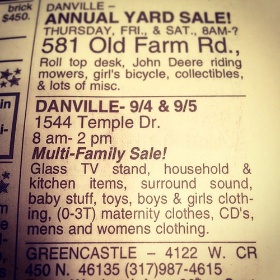 brick
$450.
DANVILLE –
ANNUAL YARD SALE!
THURSDAY, FRI., & SAT., 8AM-?
581 Old Farm Rd.,
Roll top desk, John Deere riding
mowers, girl's bicycle, collectibles,
& lots of misc.
DANVILLE- 9/4 & 9/5
1544 Temple Dr.
8 am- 2 pm
Multi-Family Sale!
Glass TV stand, household &
kitchen items, surround sound,
baby stuff, toys, boys & girls cloth-
ing, (0-3T) maternity clothes, CD's,
mens and womens clothing.
GREENCASTLE – 4122 W. CR
450 N. 46135 (317)987-4615